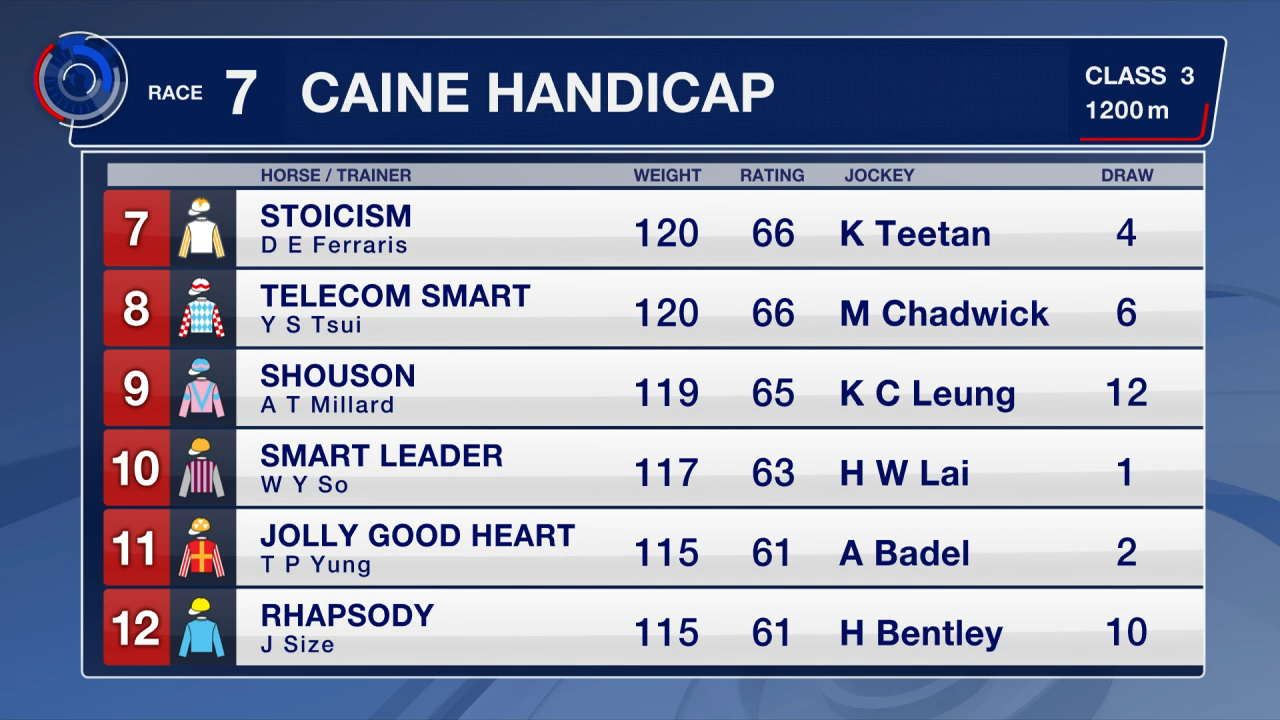 RACE 7 CAINE HANDICAP CLASS 3
1200 m
HORSE / TRAINER WEIGHT RATING JOCKEY DRAW
7 STOICISM 120 66 K Teetan 4
D E Ferraris
8 TELECOM SMART 120 66 M Chadwick 6
Y S Tsui
9 SHOUSON 119 65 K C Leung 12
A T Millard
10 SMART LEADER 117 63 H W Lai 1
W Y So
11 JOLLY GOOD HEART 115 61 A Badel 2
T P Yung
12 RHAPSODY 115 61 H Bentley 10
J Size